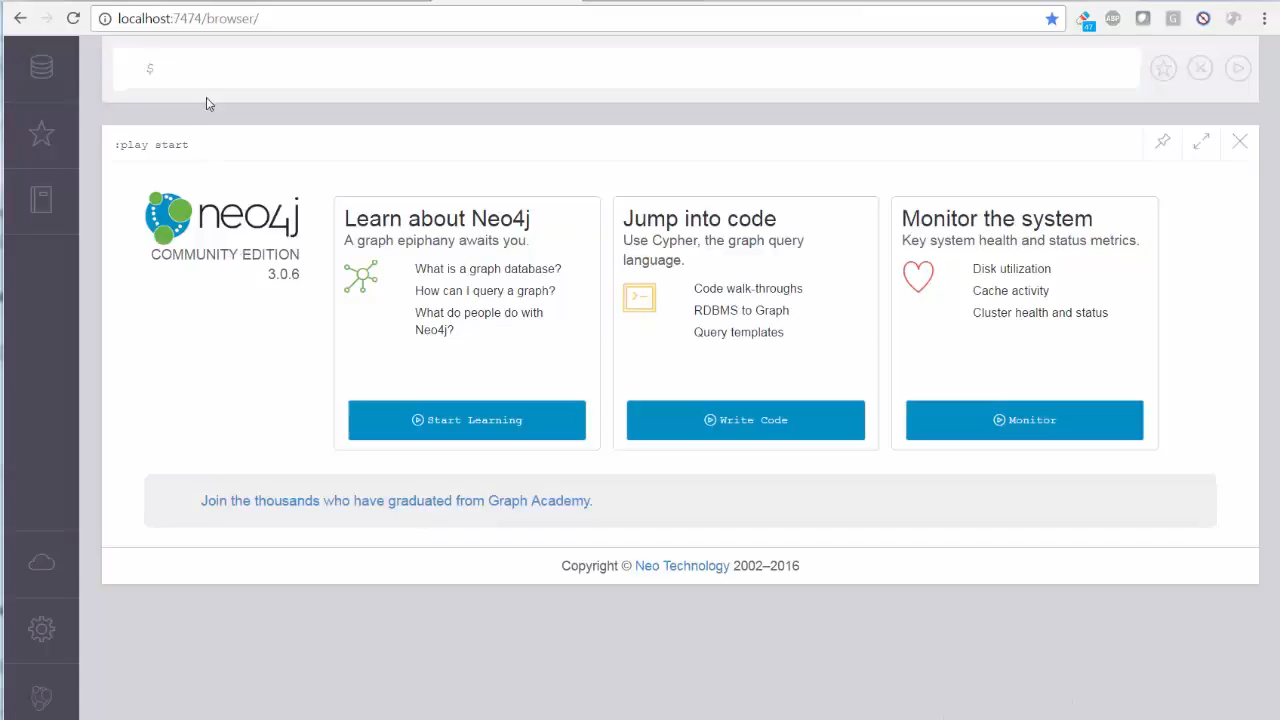 localhost:7474/browser/
47
ABP
G
$
:play start
neo4j
COMMUNITY EDITION
3.0.6
Learn about Neo4j
A graph epiphany awaits you.
What is a graph database?
How can I query a graph?
What do people do with
Neo4j?
Start Learning
Jump into code
Use Cypher, the graph query
language.
Code walk-throughs
RDBMS to Graph
Query templates
Write Code
Monitor the system
Key system health and status metrics.
Disk utilization
Cache activity
Cluster health and status
Monitor
Join the thousands who have graduated from Graph Academy.
Copyright © Neo Technology 2002–2016